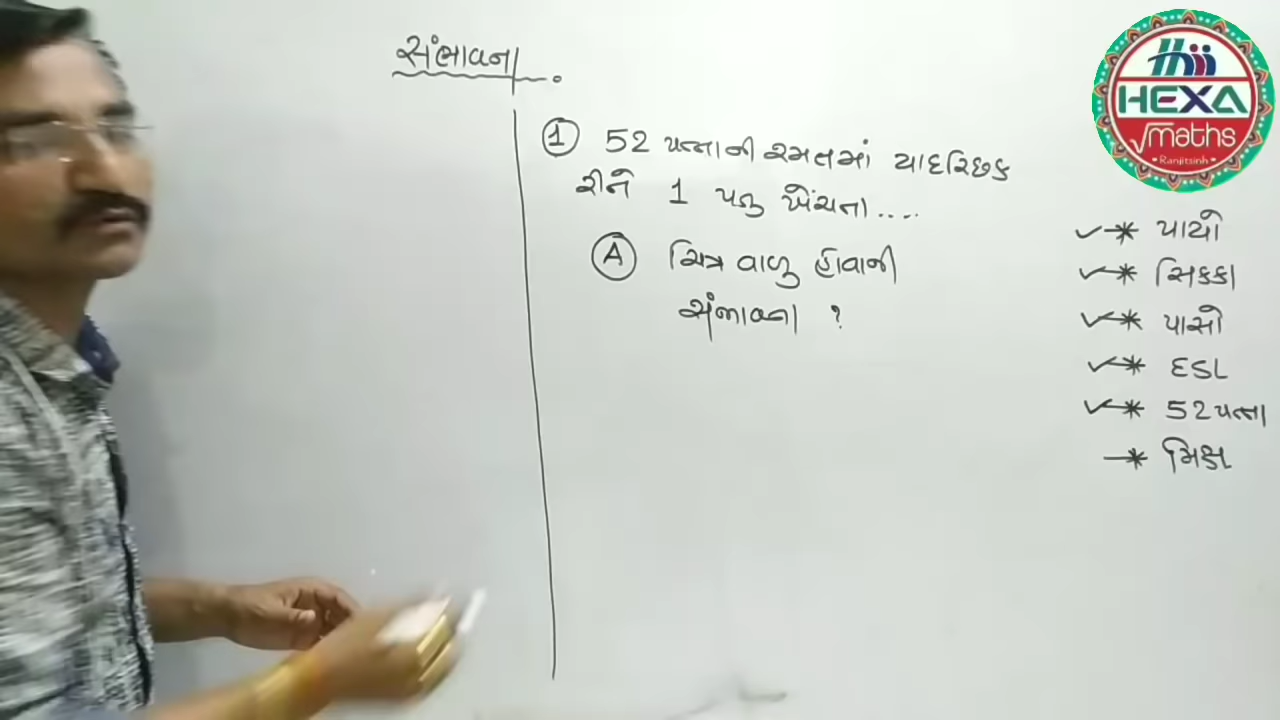 સંભાવના
① 52 પત્તાની રમતમાં યાદચ્છિક
રીને 1 પત્તુ ખેંચતા....
Ⓐ ચિત્ર વાળુ હોવાની
સંભાવના ?
પાયો
સિક્કા
પાસો
દડા
52 પત્તા
મિક્ષ
HEXA
maths
Ranjitsinh